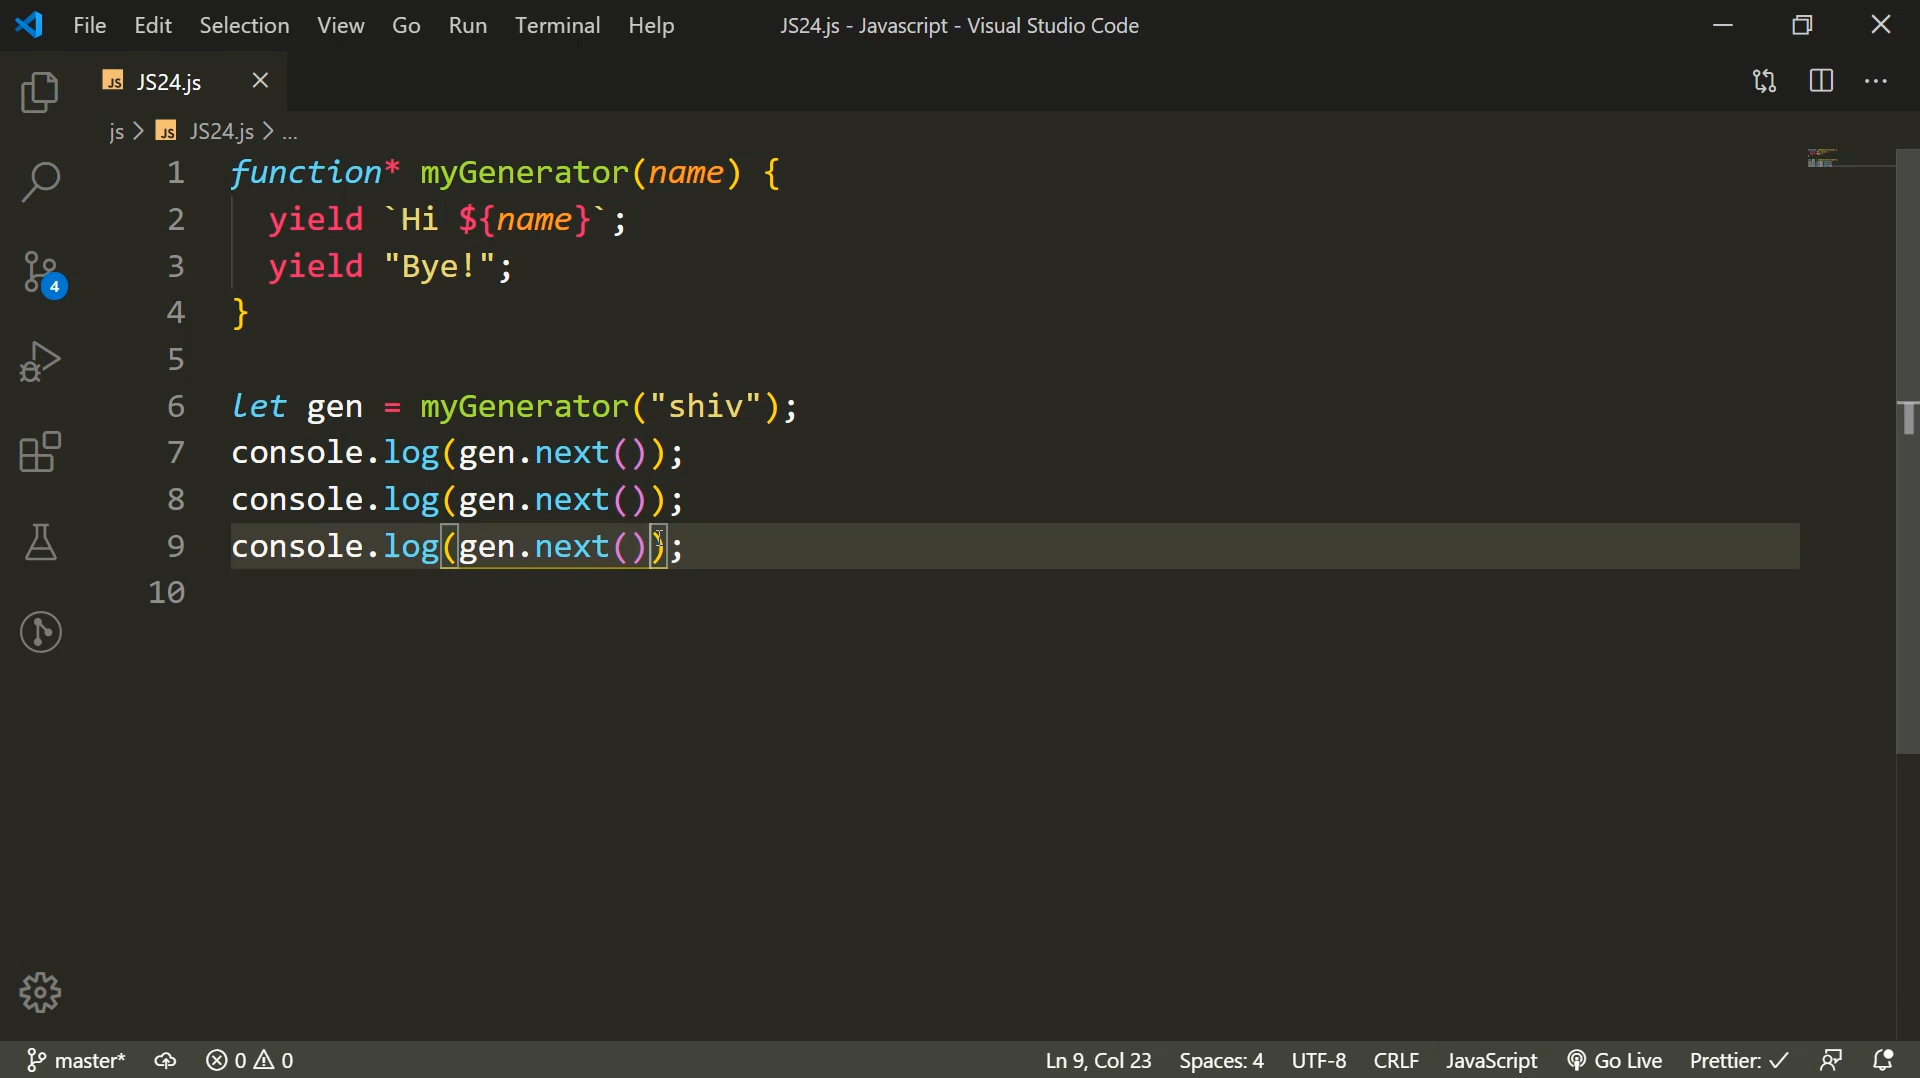 File Edit Selection View Go Run Terminal Help JS24.js - Javascript - Visual Studio Code
JS JS24.js
js > JS JS24.js > ...
1 function* myGenerator(name) {
2 yield `Hi ${name}`;
3 yield "Bye!";
4 }
5
6 let gen = myGenerator("shiv");
7 console.log(gen.next());
8 console.log(gen.next());
9 console.log(gen.next());
10
4
master* 0 0 Ln 9, Col 23 Spaces: 4 UTF-8 CRLF JavaScript Go Live Prettier: ✓